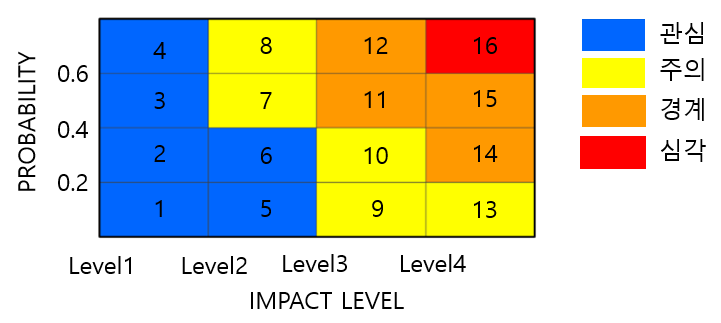 4 8 12 16 관심
0.6
3 7 11 15 주의
0.4
2 6 10 14 경계
0.2
1 5 9 13 심각
PROBABILITY
Level1 Level2 Level3 Level4
IMPACT LEVEL